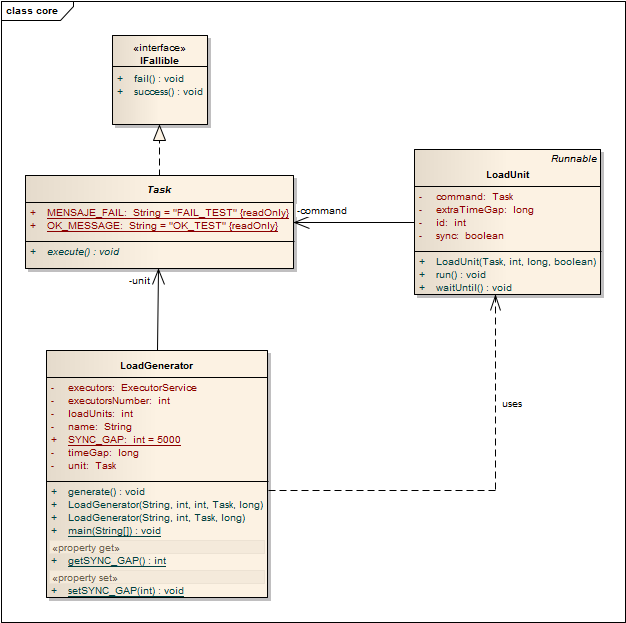 class core
«interface»
IFallible
+ fail() : void
+ success() : void
Task
+ MENSAJE_FAIL: String = "FAIL_TEST" {readOnly}
+ OK_MESSAGE: String = "OK_TEST" {readOnly}
+ execute() : void
-command
Runnable
LoadUnit
- command: Task
- extraTimeGap: long
- id: int
- sync: boolean
+ LoadUnit(Task, int, long, boolean)
+ run() : void
+ waitUntil() : void
-unit
uses
LoadGenerator
- executors: ExecutorService
- executorsNumber: int
- loadUnits: int
- name: String
+ SYNC_GAP: int = 5000
- timeGap: long
- unit: Task
+ generate() : void
+ LoadGenerator(String, int, int, Task, long)
+ LoadGenerator(String, int, Task, long)
+ main(String[]) : void
«property get»
+ getSYNC_GAP() : int
«property set»
+ setSYNC_GAP(int) : void